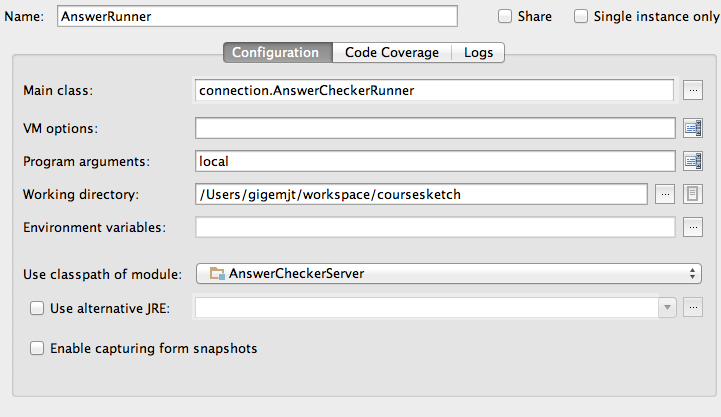 Name: AnswerRunner Share Single instance only
Configuration Code Coverage Logs
Main class: connection.AnswerCheckerRunner ...
VM options:
Program arguments: local
Working directory: /Users/gigemjt/workspace/coursesketch ...
Environment variables: ...
Use classpath of module: AnswerCheckerServer
Use alternative JRE: ...
Enable capturing form snapshots